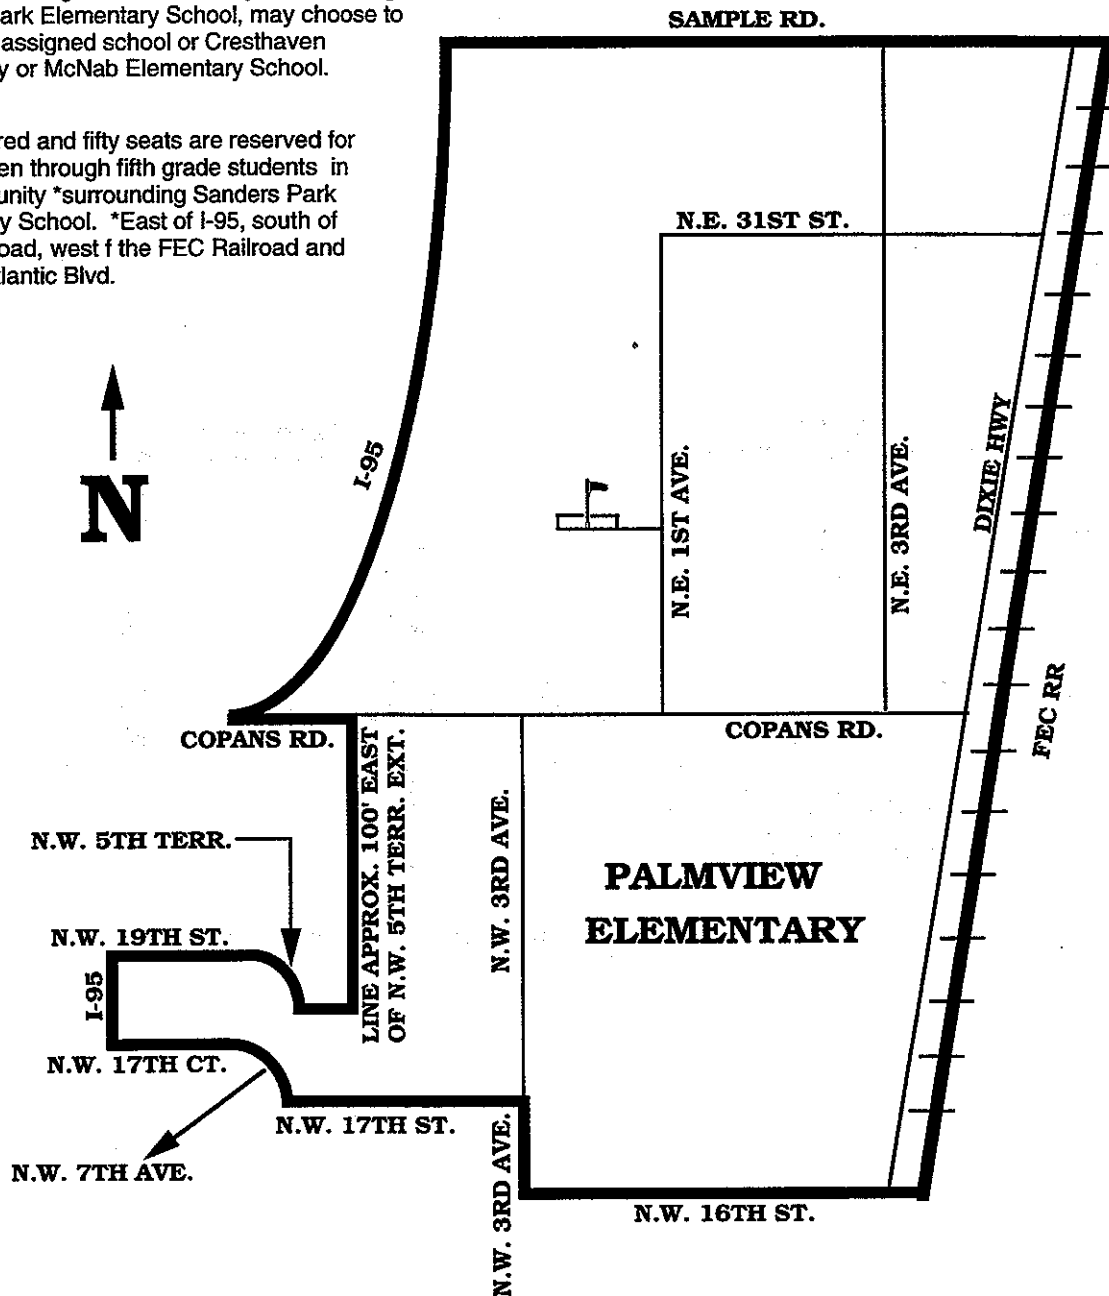 ark Elementary School, may choose to
assigned school or Cresthaven
y or McNab Elementary School.
red and fifty seats are reserved for
en through fifth grade students in
unity *surrounding Sanders Park
y School. *East of I-95, south of
oad, west f the FEC Railroad and
tlantic Blvd.
SAMPLE RD.
N.E. 31ST ST.
I-95
N
N.E. 1ST AVE.
N.E. 3RD AVE.
DIXIE HWY
FEC RR
COPANS RD.
COPANS RD.
LINE APPROX. 100' EAST
OF N.W. 5TH TERR. EXT.
N.W. 3RD AVE.
N.W. 5TH TERR.
PALMVIEW
ELEMENTARY
N.W. 19TH ST.
I-95
N.W. 17TH CT.
N.W. 17TH ST.
N.W. 7TH AVE.
N.W. 3RD AVE.
N.W. 16TH ST.